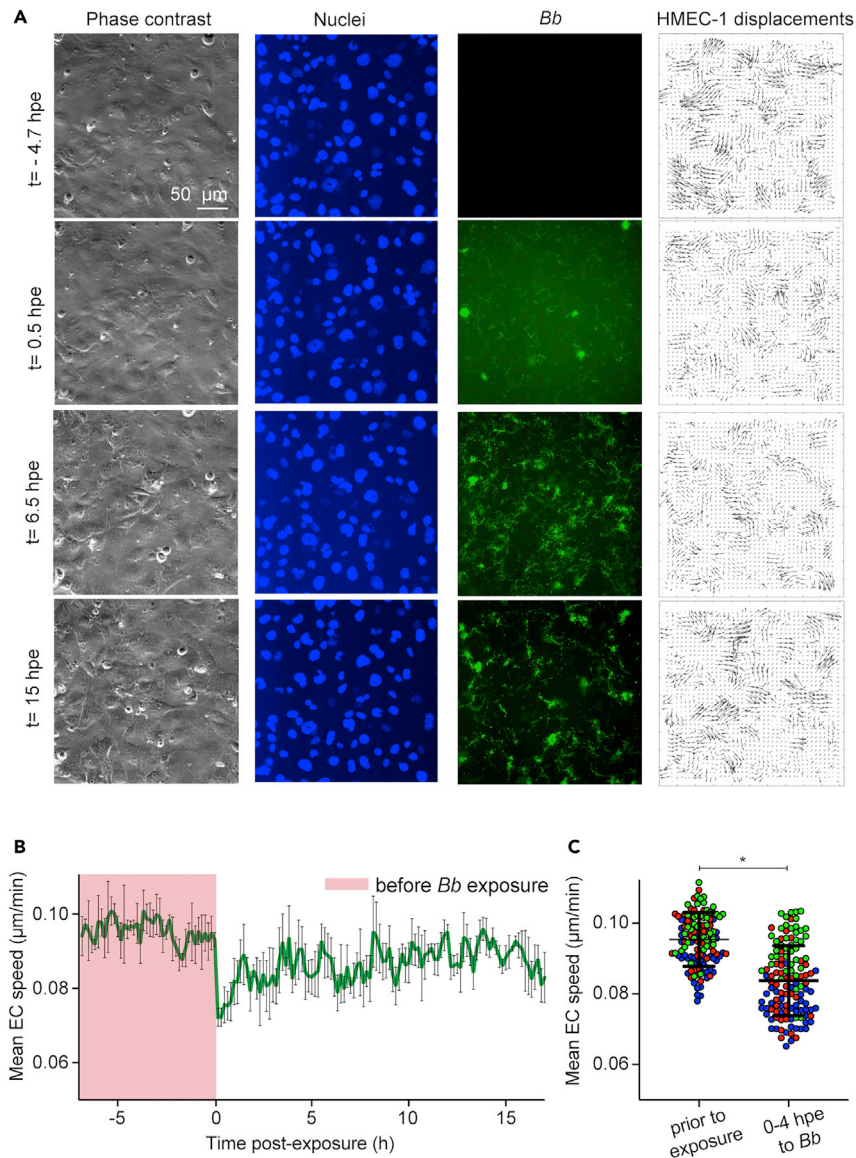 A
Phase contrast
Nuclei
Bb
HMEC-1 displacements
t= - 4.7 hpe
50 µm
t= 0.5 hpe
t= 6.5 hpe
t= 15 hpe
B
Mean EC speed (µm/min)
0.10
0.08
0.06
before Bb exposure
-5
0
5
10
15
Time post-exposure (h)
C
*
Mean EC speed (µm/min)
0.10
0.08
0.06
prior to
exposure
0-4 hpe
to Bb